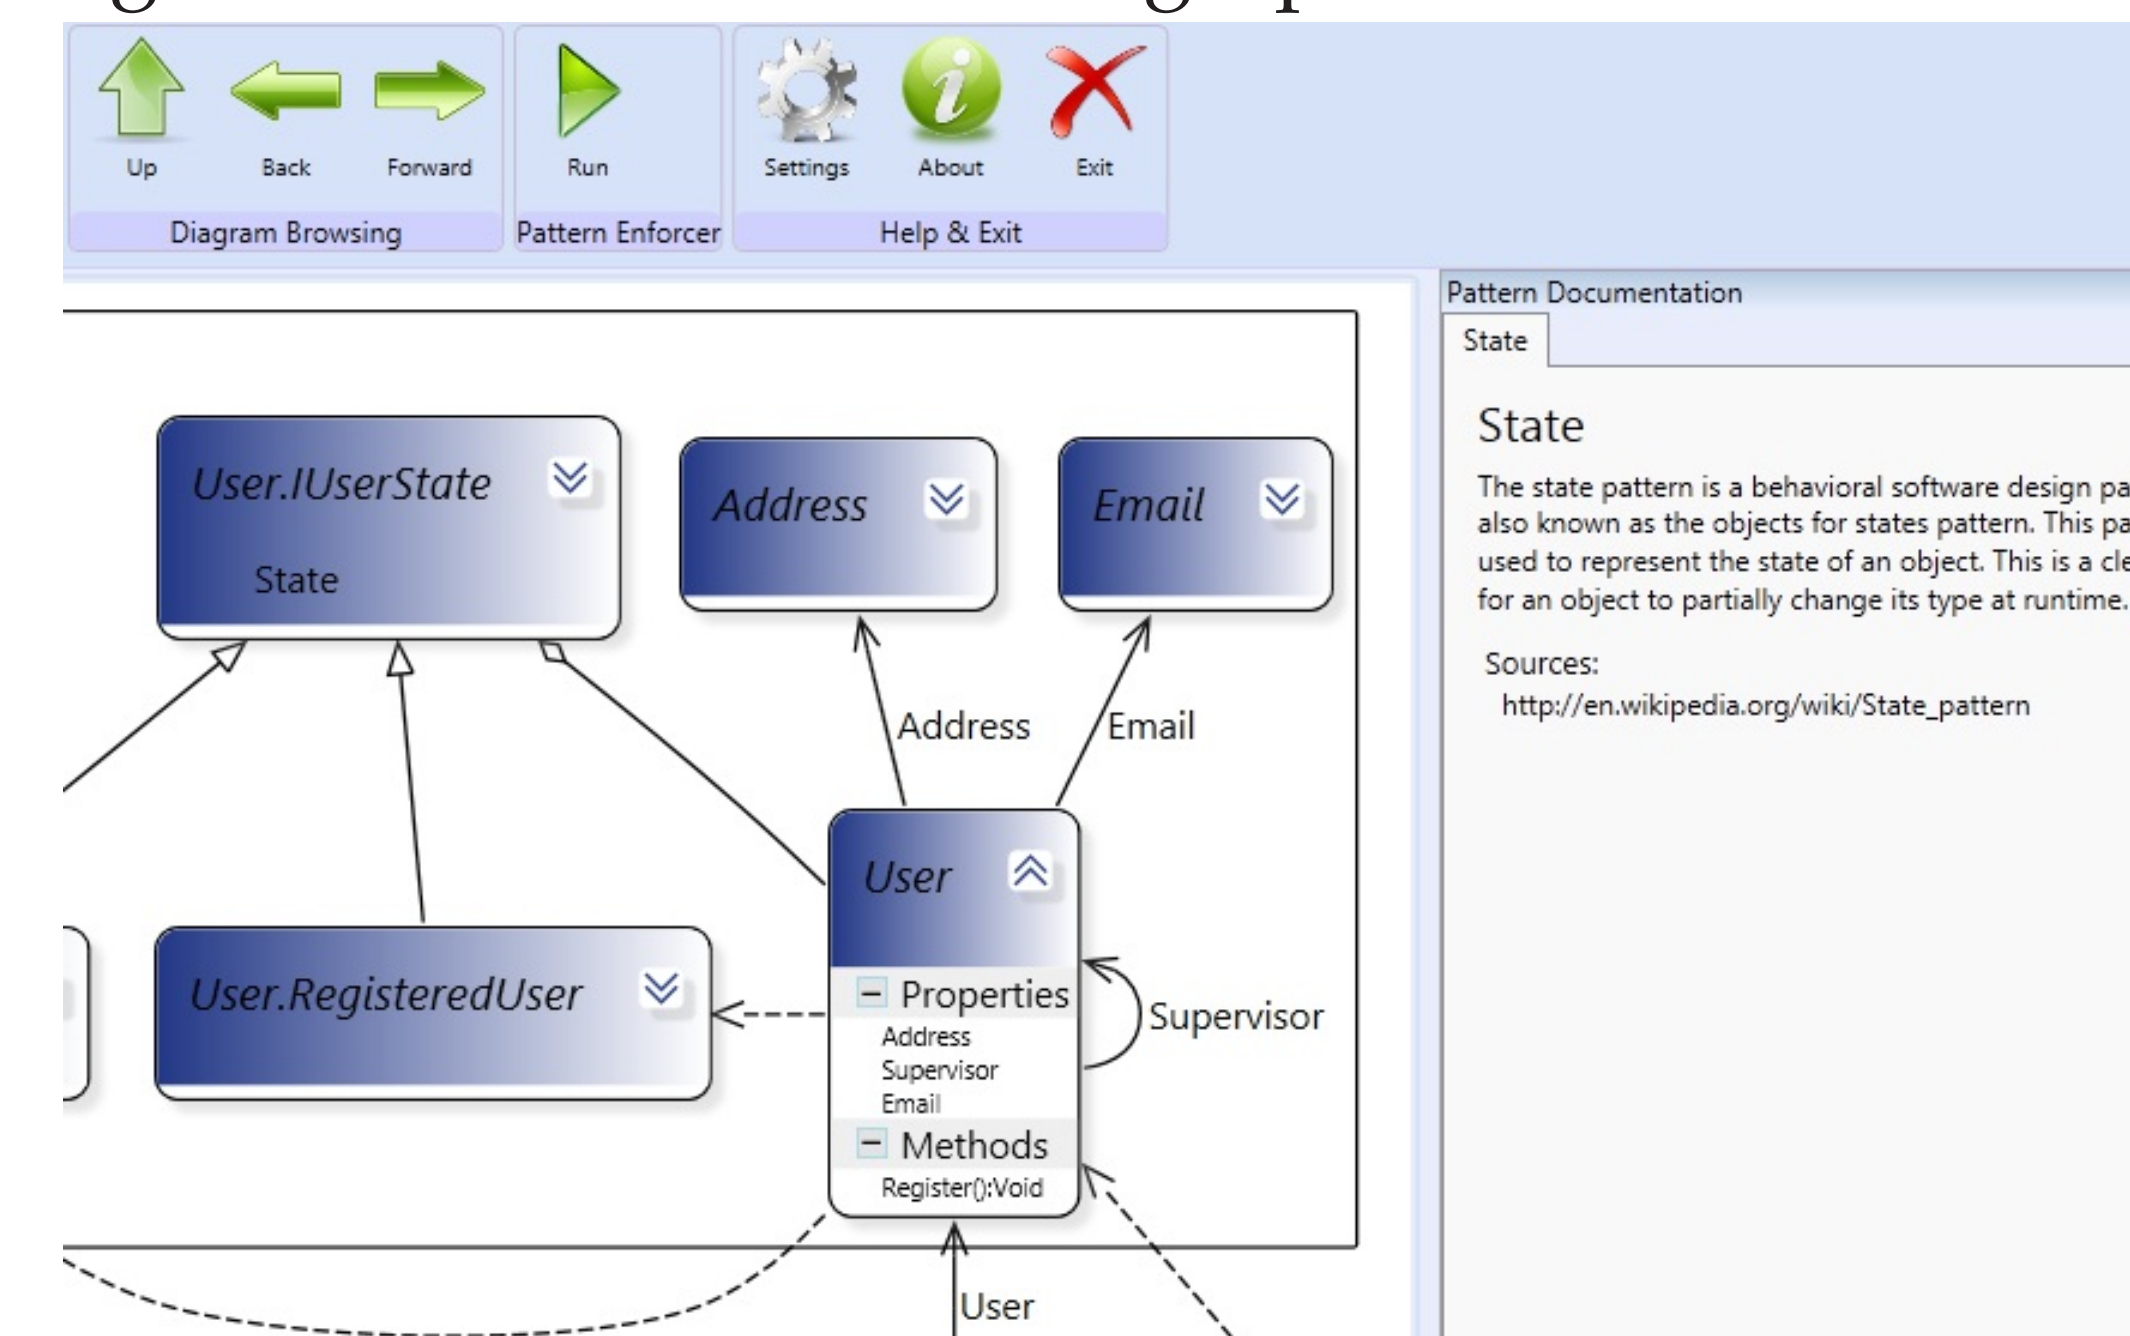 Up
Back
Forward
Run
Settings
About
Exit
Diagram Browsing
Pattern Enforcer
Help & Exit
Pattern Documentation
State
State
The state pattern is a behavioral software design
also known as the objects for states pattern. This
used to represent the state of an object. This is a
for an object to partially change its type at runtime.
Sources:
http://en.wikipedia.org/wiki/State_pattern
User.IUserState
State
Address
Email
Address
Email
User
User.RegisteredUser
Properties
Address
Supervisor
Email
Methods
Register():Void
Supervisor
User